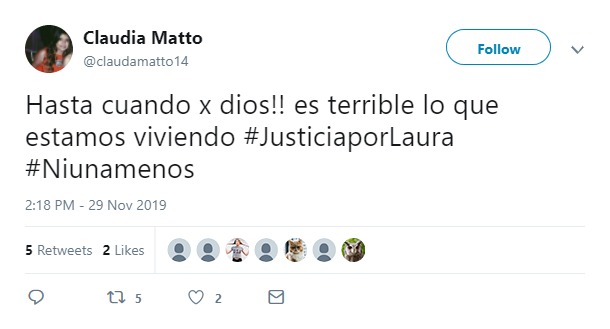 Claudia Matto
@claudamatto14
Follow
Hasta cuando x dios!! es terrible lo que
estamos viviendo #JusticiaporLaura
#Niunamenos
2:18 PM - 29 Nov 2019
5 Retweets 2 Likes
5 2